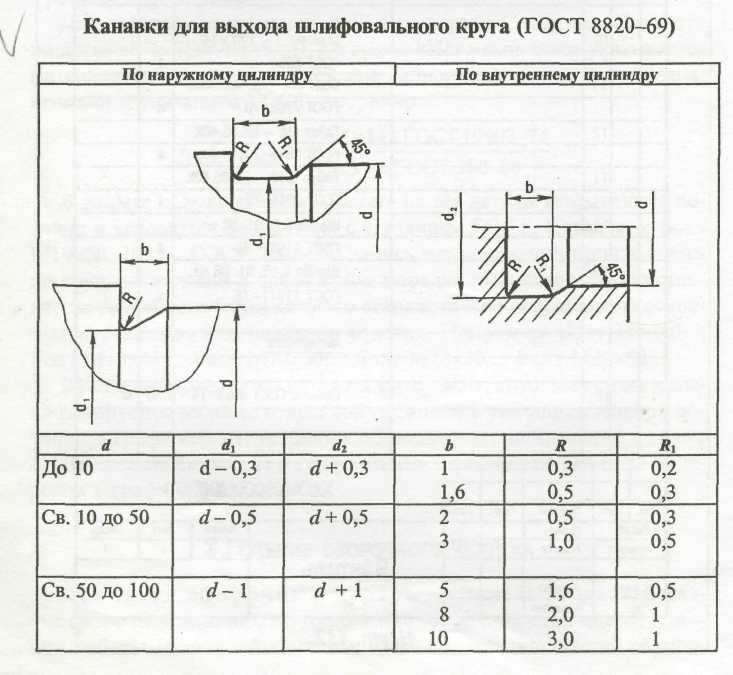 Канавки для выхода шлифовального круга (ГОСТ 8820–69)
По наружному цилиндру По внутреннему цилиндру
b
R R₁ 45°
d₁ d
b
R
d₁ d
b
d₂ d
R R₁ 45°
d d₁ d₂ b R R₁
До 10 d – 0,3 d + 0,3 1 0,3 0,2
1,6 0,5 0,3
Св. 10 до 50 d – 0,5 d + 0,5 2 0,5 0,3
3 1,0 0,5
Св. 50 до 100 d – 1 d + 1 5 1,6 0,5
8 2,0 1
10 3,0 1